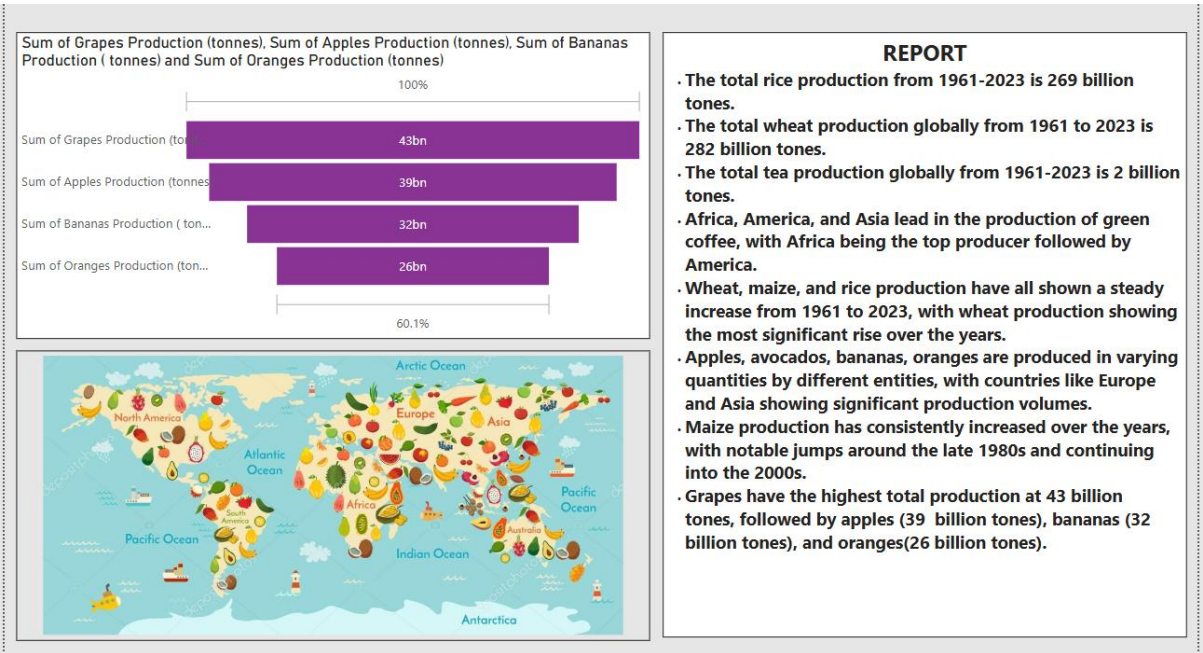 Sum of Grapes Production (tonnes), Sum of Apples Production (tonnes), Sum of Bananas
Production ( tonnes) and Sum of Oranges Production (tonnes)
100%
Sum of Grapes Production (to
43bn
Sum of Apples Production (tonnes
39bn
Sum of Bananas Production ( ton...
32bn
Sum of Oranges Production (ton...
26bn
60.1%
Arctic Ocean
North America
Europe
Asia
Atlantic
Ocean
Pacific
Ocean
South
America
Africa
Australia
Pacific Ocean
Indian Ocean
Antarctica
REPORT
· The total rice production from 1961-2023 is 269 billion
tones.
· The total wheat production globally from 1961 to 2023 is
282 billion tones.
· The total tea production globally from 1961-2023 is 2 billion
tones.
· Africa, America, and Asia lead in the production of green
coffee, with Africa being the top producer followed by
America.
· Wheat, maize, and rice production have all shown a steady
increase from 1961 to 2023, with wheat production showing
the most significant rise over the years.
· Apples, avocados, bananas, oranges are produced in varying
quantities by different entities, with countries like Europe
and Asia showing significant production volumes.
· Maize production has consistently increased over the years,
with notable jumps around the late 1980s and continuing
into the 2000s.
· Grapes have the highest total production at 43 billion
tones, followed by apples (39 billion tones), bananas (32
billion tones), and oranges(26 billion tones).